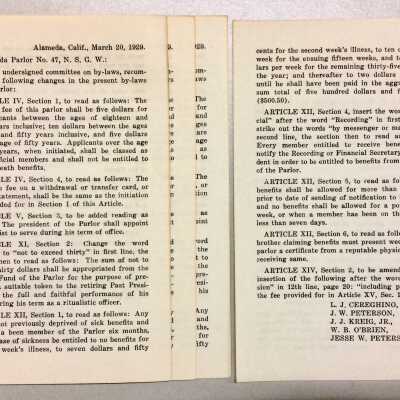 Alameda, Calif., March 20, 1929.
Parlor No. 47, N. S. G. W.:
undersigned committee on by-laws, recom-
following changes in the present by-laws
rlor:
LE IV, Section 1, to read as follows: The
fee of this parlor shall be five dollars for
cants between the ages of eighteen and
ars inclusive; ten dollars between the ages
and fifty years inclusive, and five dollars
age of fifty years. Applicants over the age
years, when initiated, shall be classed as
ficial members and shall not be entitled to
eath benefits.
LE IV, Section 4, to read as follows: The
fee on a withdrawal or transfer card, or
tatement, shall be the same as the initiation
ded for in Section 1 of this Article.
LE V, Section 3, to be added reading as
The president of the Parlor shall appoint
ist to serve during his term of office.
LE XI, Section 2: Change the word
to "not to exceed thirty" in first line, the
hen to read as follows: The sum of not to
hirty dollars shall be appropriated from the
Fund of the Parlor for the purpose of pre-
suitable token to the retiring Past Presi-
the full and faithful performance of his
ring his term as a ritualistic officer.
LE XII, Section 1, to read as follows: Any
not previously deprived of sick benefits and
been a member of the Parlor six months,
ase of sickness be entitled to no benefits for
week's illness, to seven dollars and fifty
cents for the second week's illness, to ten
week for the ensuing fifteen weeks, and to
lars per week for the remaining thirty-five
the year; and thereafter to two dollars
until he shall have been paid in the aggr
sum total of five hundred dollars and fi
($500.50).
ARTICLE XII, Section 4, insert the wor
cial" after the word "Recording" in first
strike out the words "by messenger or ma
second line, the section then to read as
Every member entitled to receive benef
notify the Recording or Financial Secretar
dent in order to be entitled to benefits from
of the Parlor.
ARTICLE XII, Section 5, to read as follow
benefits shall be allowed for more than
prior to date of sending of notification to
and no benefits shall be allowed for a po
week, or when a member has been on the
less than seven days.
ARTICLE XII, Section 6, to read as follow
brother claiming benefits must present wee
parlor a certificate from a reputable physic
receiving same.
ARTICLE XIV, Section 2, to be amended
insertion of the following after the word
sion" in 12th line, page 20: "including p
the fee provided for in Article XV, Sec. 1
L. J. CEREGHINO,
J. W. PETERSON,
J. J. KREIG, JR.,
W. B. O'BRIEN,
JESSE W. PETERS